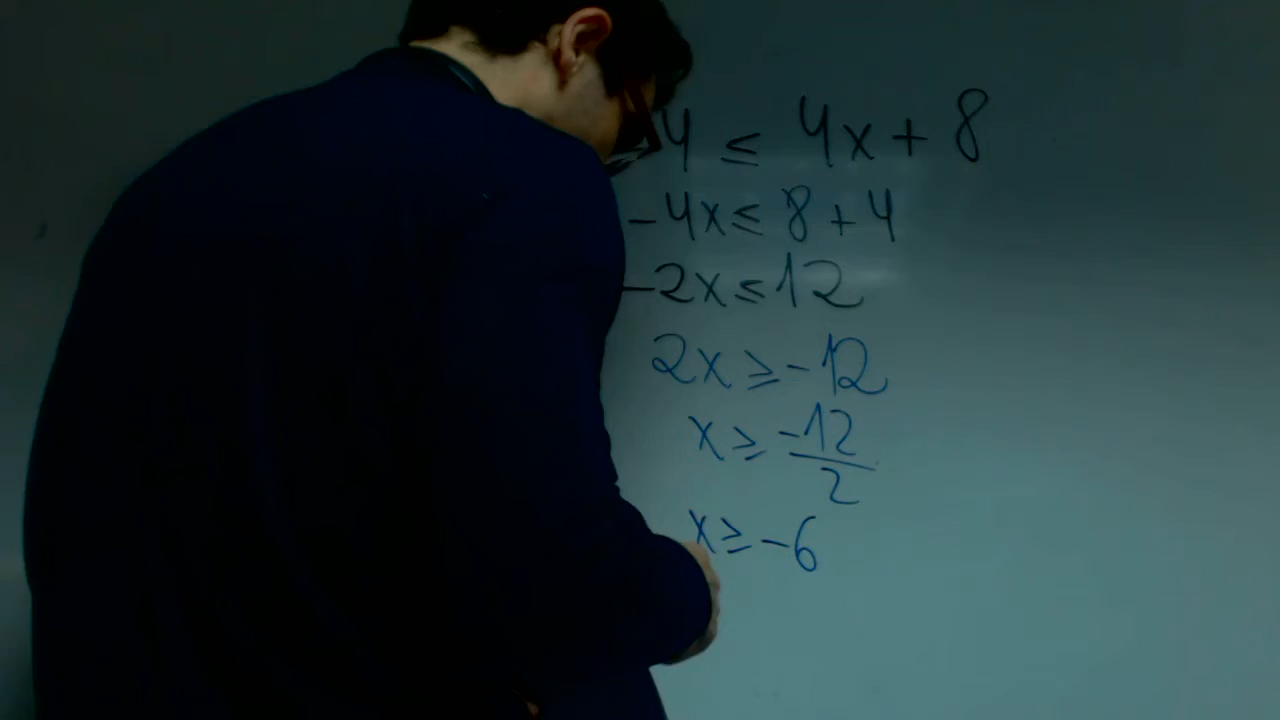 4 ≤ 4x + 8
-4x ≤ 8 + 4
-2x ≤ 12
2x ≥ -12
x ≥ -12/2
x ≥ -6